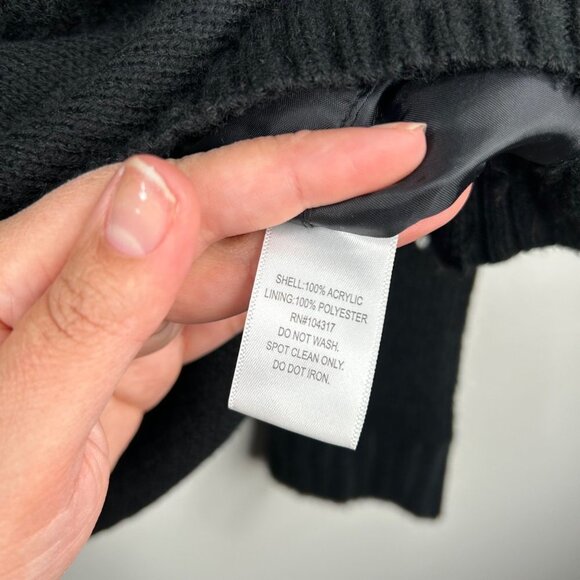 SHELL:100% ACRYLIC
LINING:100% POLYESTER
RN#104317
DO NOT WASH.
SPOT CLEAN ONLY.
DO DOT IRON.